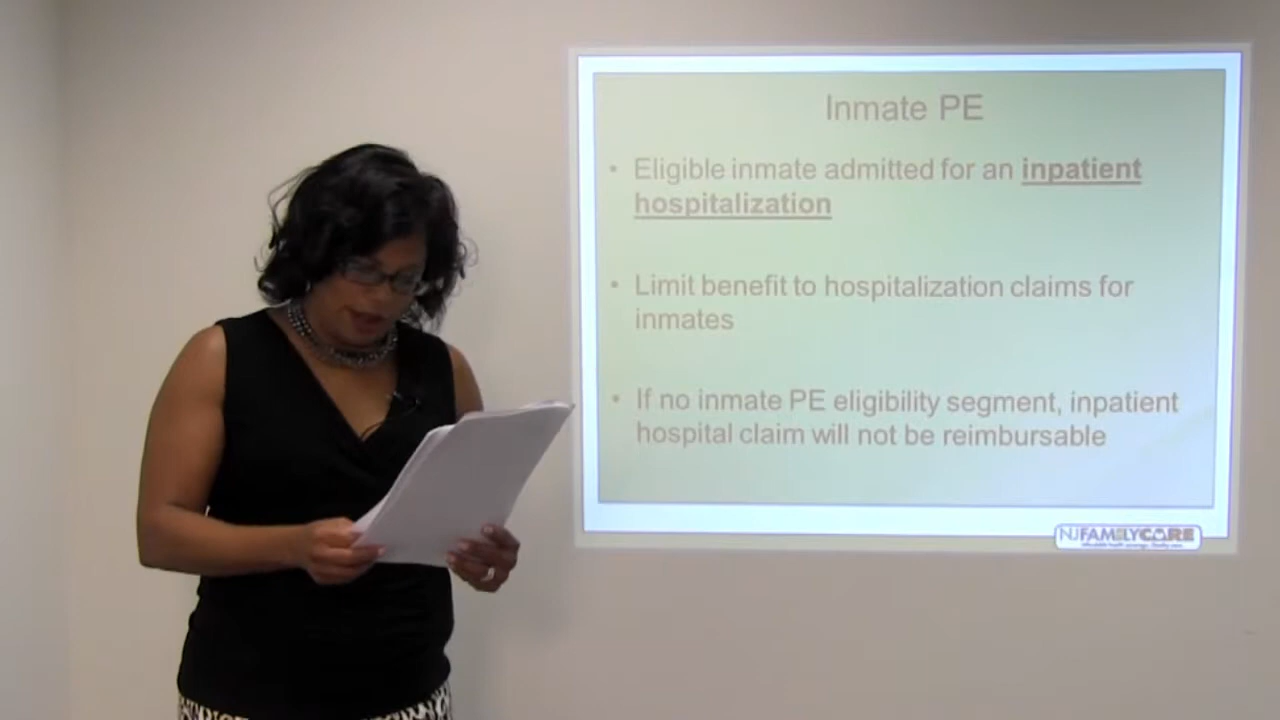 Inmate PE
• Eligible inmate admitted for an inpatient
hospitalization
• Limit benefit to hospitalization claims for
inmates
• If no inmate PE eligibility segment, inpatient
hospital claim will not be reimbursable
NJFAMILYCARE